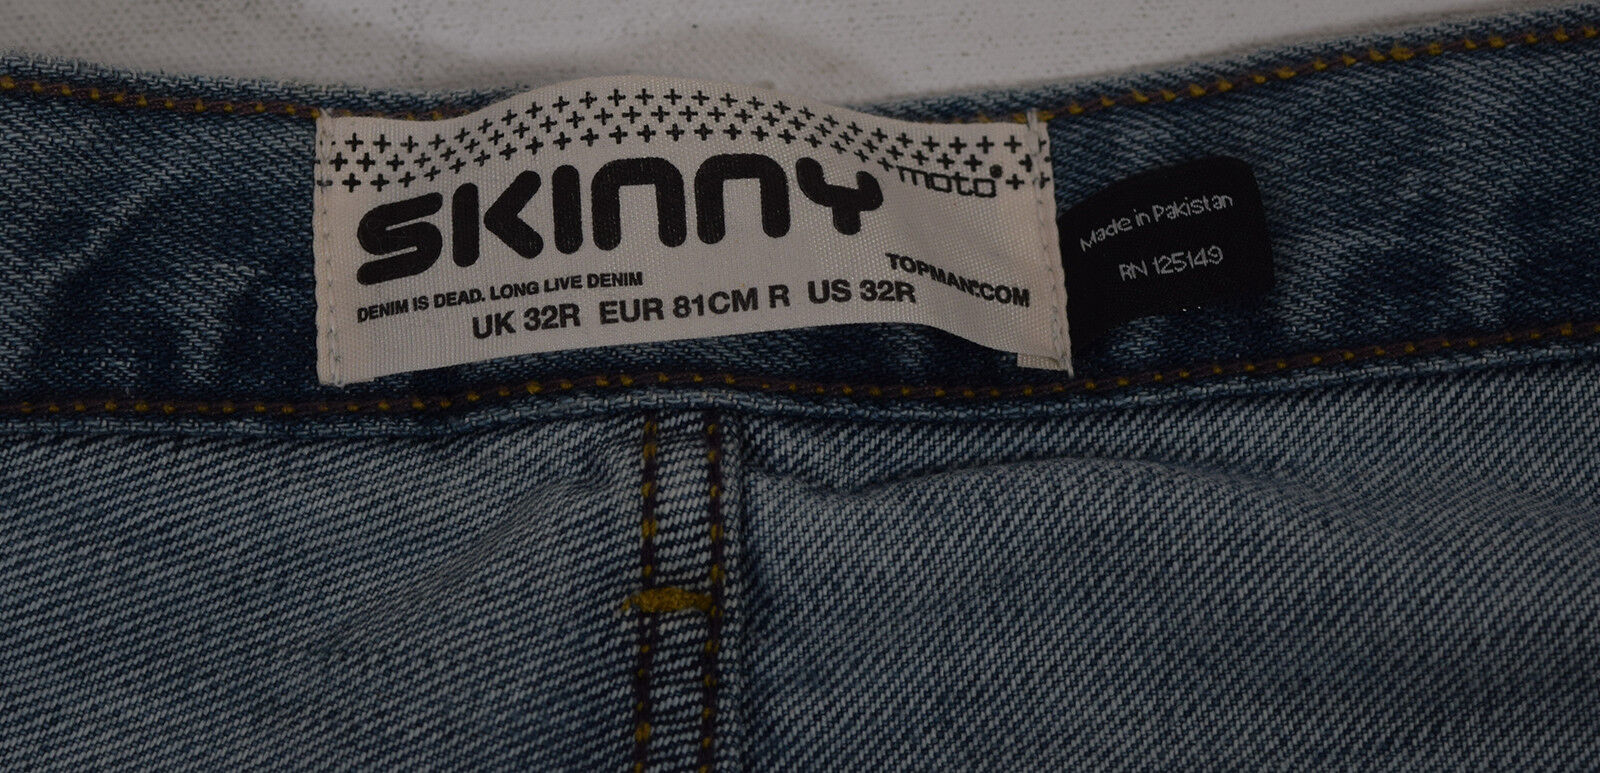 SKINNY moto
DENIM IS DEAD. LONG LIVE DENIM
TOPMAN.COM
UK 32R EUR 81CM R US 32R
Made in Pakistan
RN 125149